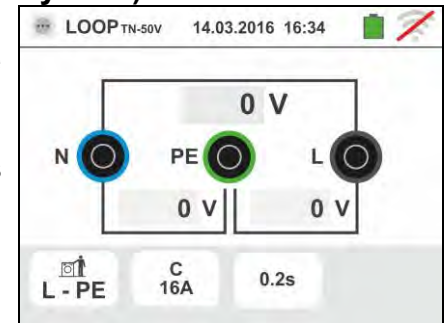 LOOP TN-50V 14.03.2016 16:34
0 V
N PE L
0 V 0 V
L - PE
C
16A
0.2s